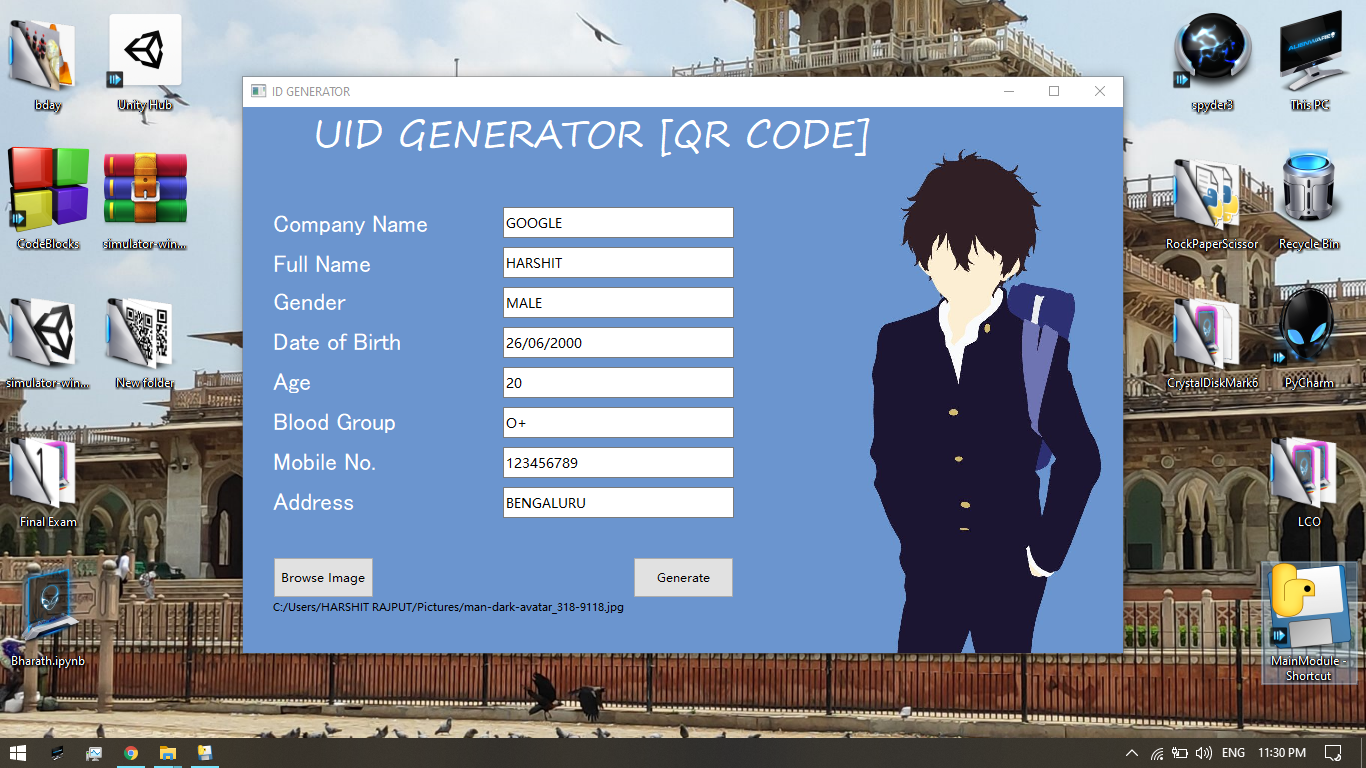 bday
Unity Hub
CodeBlocks
simulator-win...
simulator-win...
New folder
Final Exam
Bharath.ipynb
ID GENERATOR
UID GENERATOR [QR CODE]
Company Name GOOGLE
Full Name HARSHIT
Gender MALE
Date of Birth 26/06/2000
Age 20
Blood Group O+
Mobile No. 123456789
Address BENGALURU
Browse Image Generate
C:/Users/HARSHIT RAJPUT/Pictures/man-dark-avatar_318-9118.jpg
spyder3
ALIENWARE
This PC
RockPaperScissor
Recycle Bin
CrystalDiskMark6
PyCharm
LCO
MainModule -
Shortcut
ENG 11:30 PM